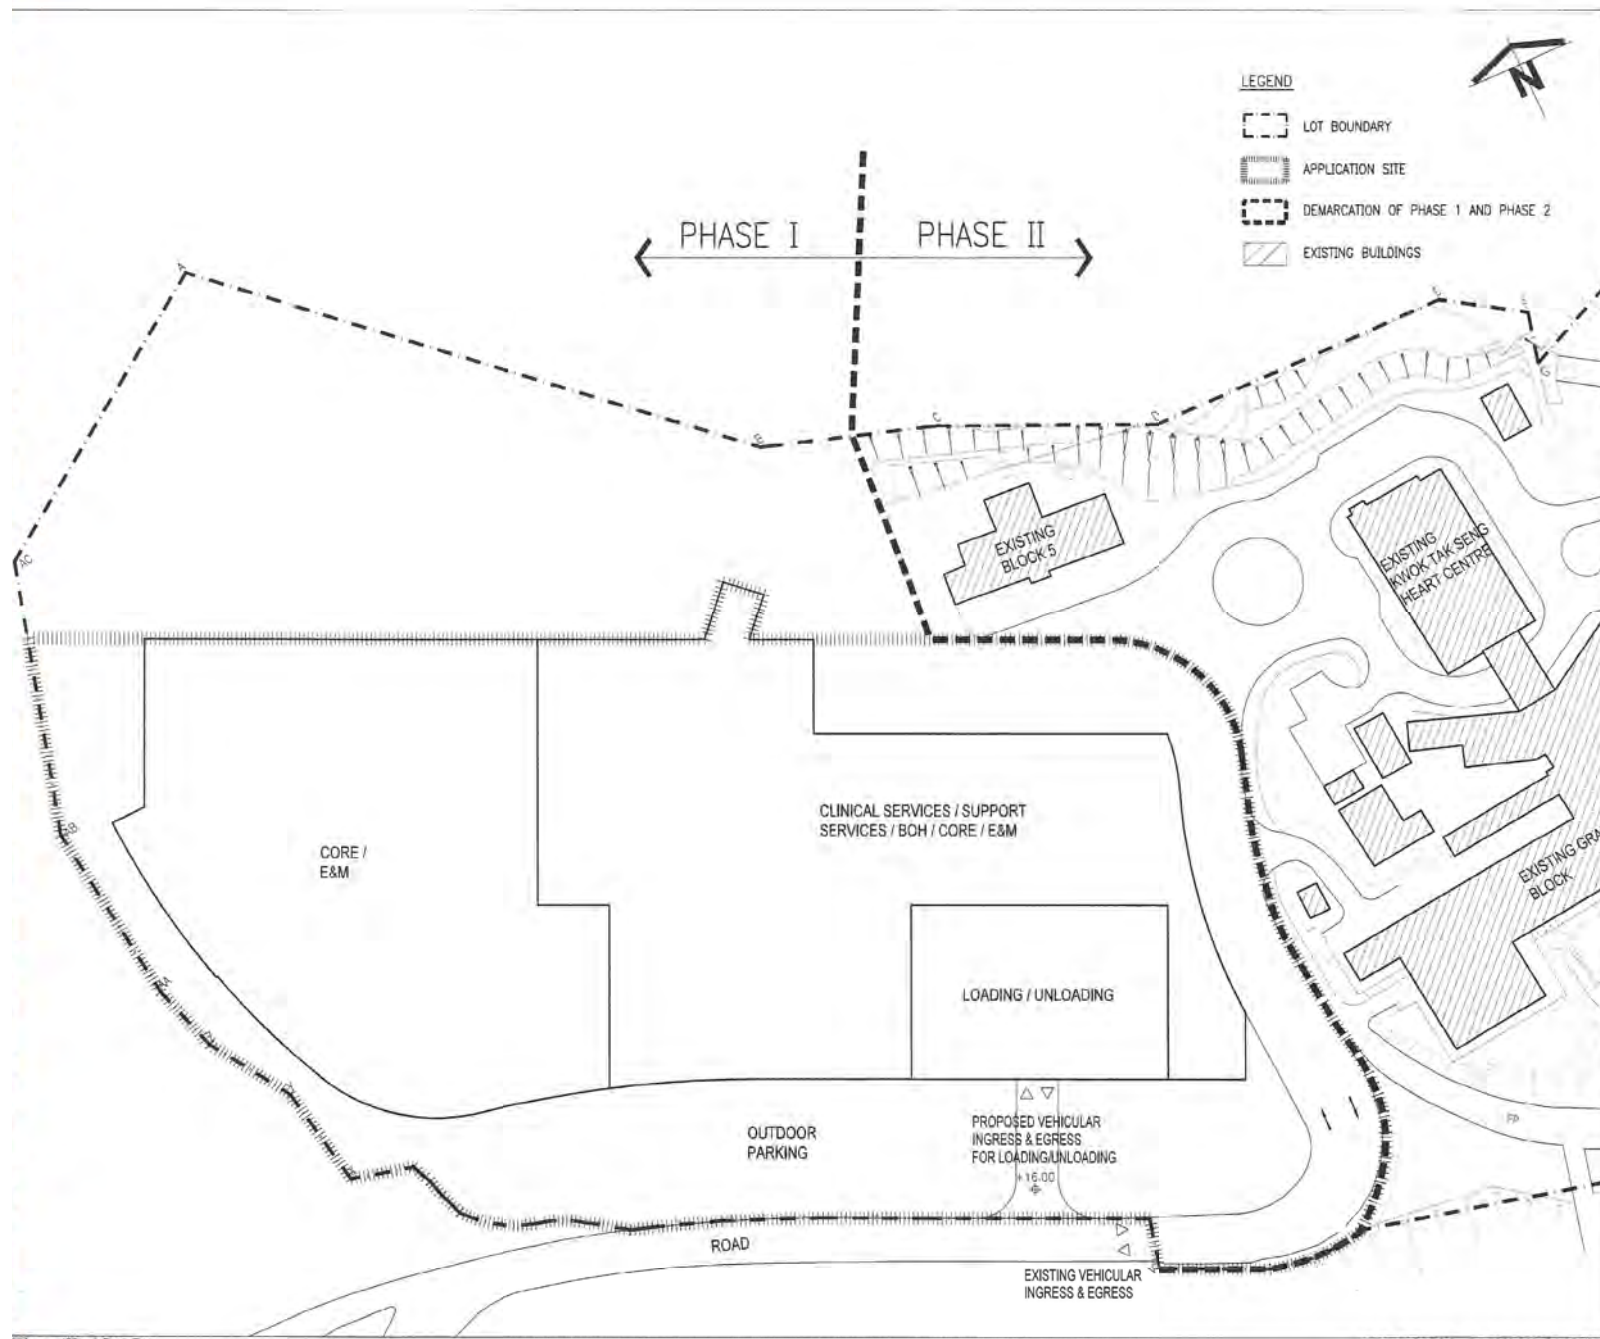 N
LEGEND
LOT BOUNDARY
APPLICATION SITE
DEMARCATION OF PHASE 1 AND PHASE 2
EXISTING BUILDINGS
PHASE I
PHASE II
A
B
C
G
AC
EXISTING
BLOCK 5
EXISTING
KWOK TAK SENG
HEART CENTRE
CLINICAL SERVICES / SUPPORT
SERVICES / BOH / CORE / E&M
CORE /
E&M
EXISTING GRA
BLOCK
LOADING / UNLOADING
OUTDOOR
PARKING
PROPOSED VEHICULAR
INGRESS & EGRESS
FOR LOADING/UNLOADING
+16.00
FP
ROAD
EXISTING VEHICULAR
INGRESS & EGRESS